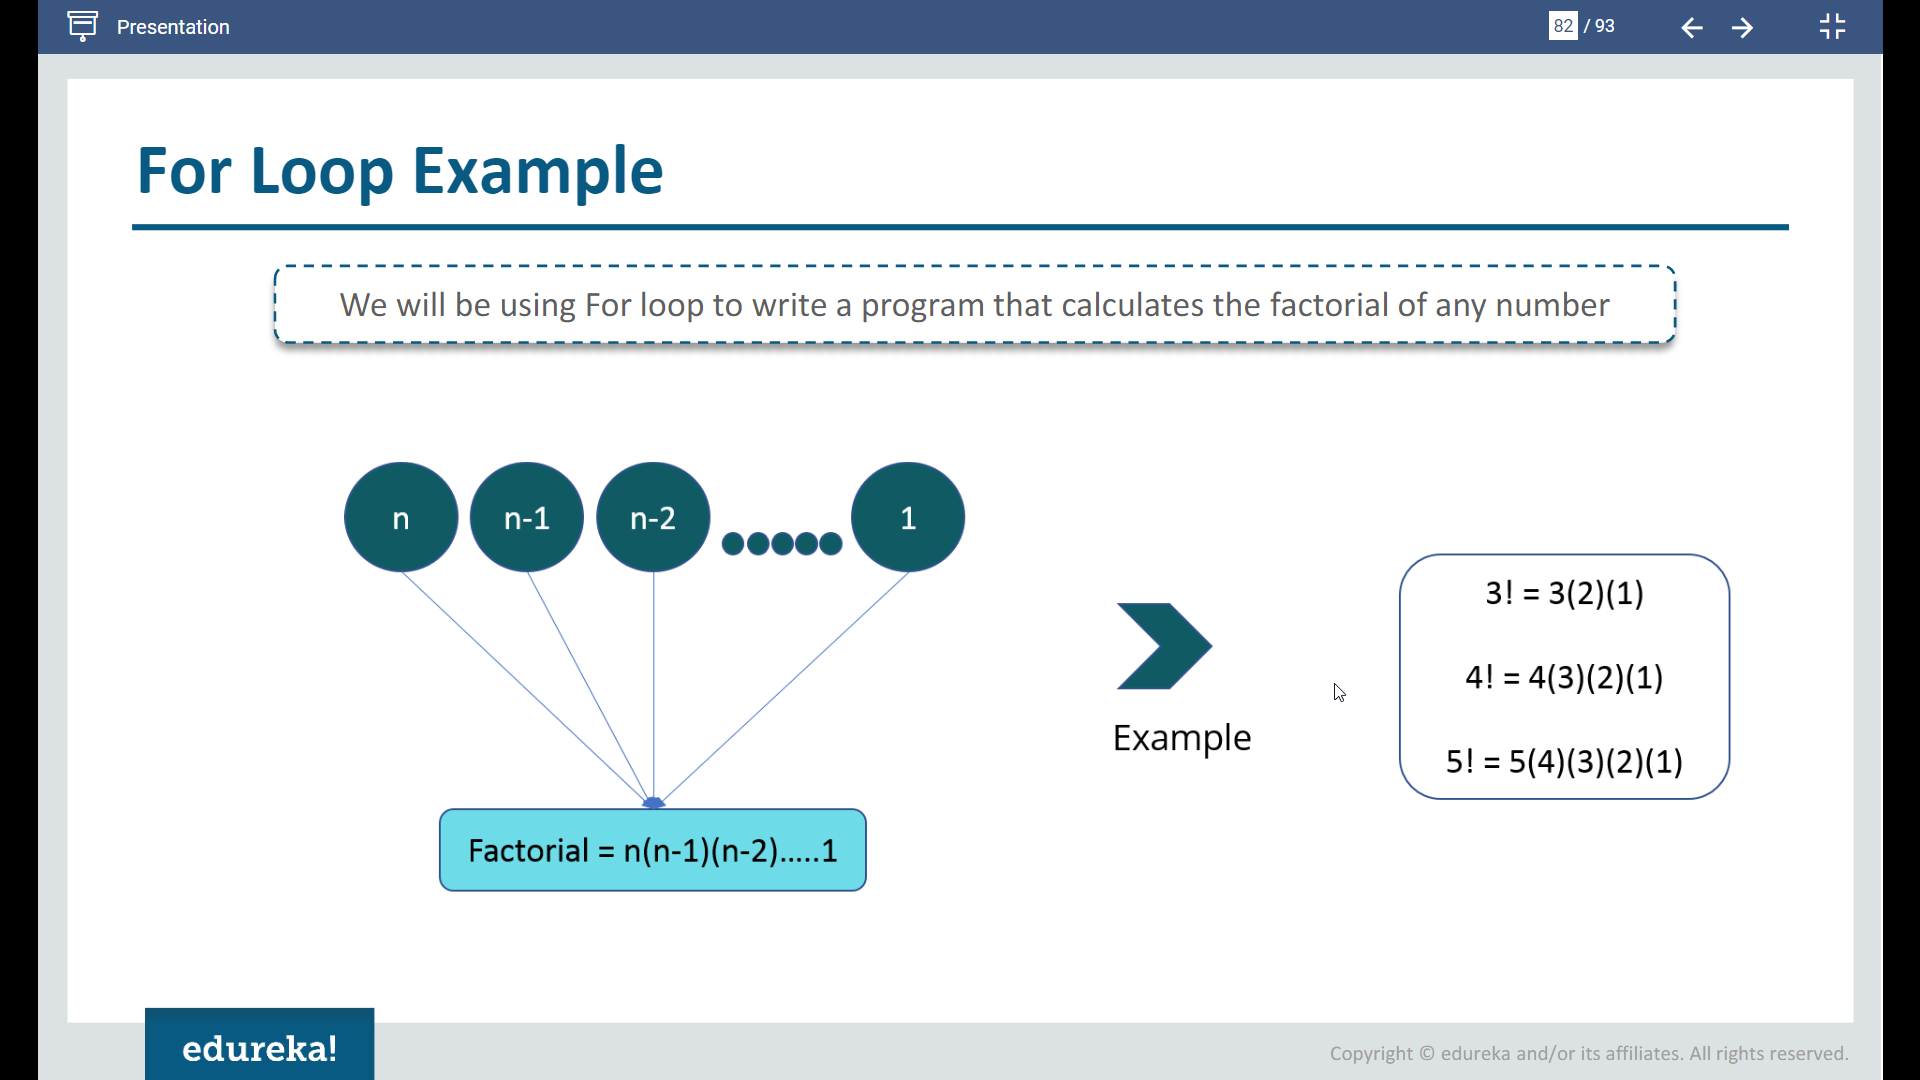 Presentation
82 / 93
For Loop Example
We will be using For loop to write a program that calculates the factorial of any number
n
n-1
n-2
1
3! = 3(2)(1)
4! = 4(3)(2)(1)
5! = 5(4)(3)(2)(1)
Example
Factorial = n(n-1)(n-2).....1
edureka!
Copyright © edureka and/or its affiliates. All rights reserved.